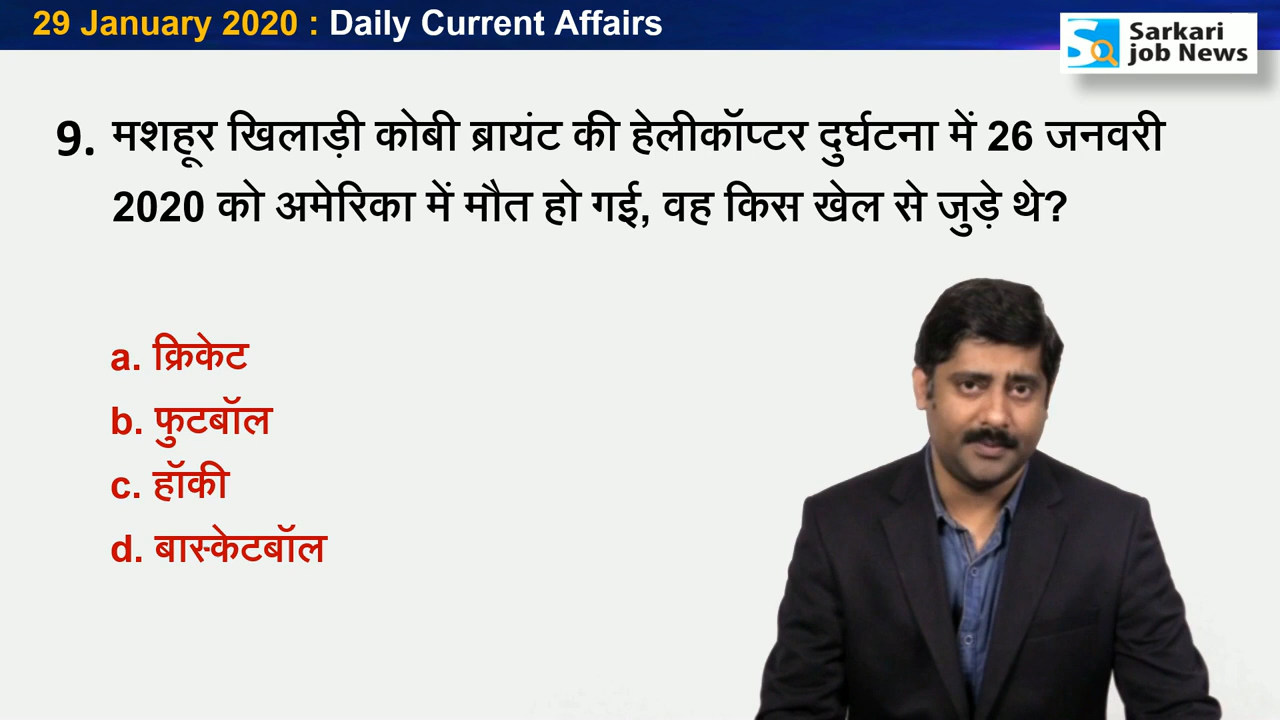 29 January 2020 : Daily Current Affairs
Sarkari
job News
9. मशहूर खिलाड़ी कोबी ब्रायंट की हेलीकॉप्टर दुर्घटना में 26 जनवरी
2020 को अमेरिका में मौत हो गई, वह किस खेल से जुड़े थे?
a. क्रिकेट
b. फुटबॉल
c. हॉकी
d. बास्केटबॉल